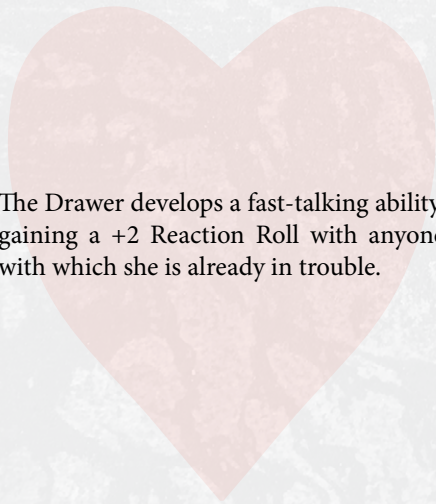 The Drawer develops a fast-talking ability
gaining a +2 Reaction Roll with anyone
with which she is already in trouble.